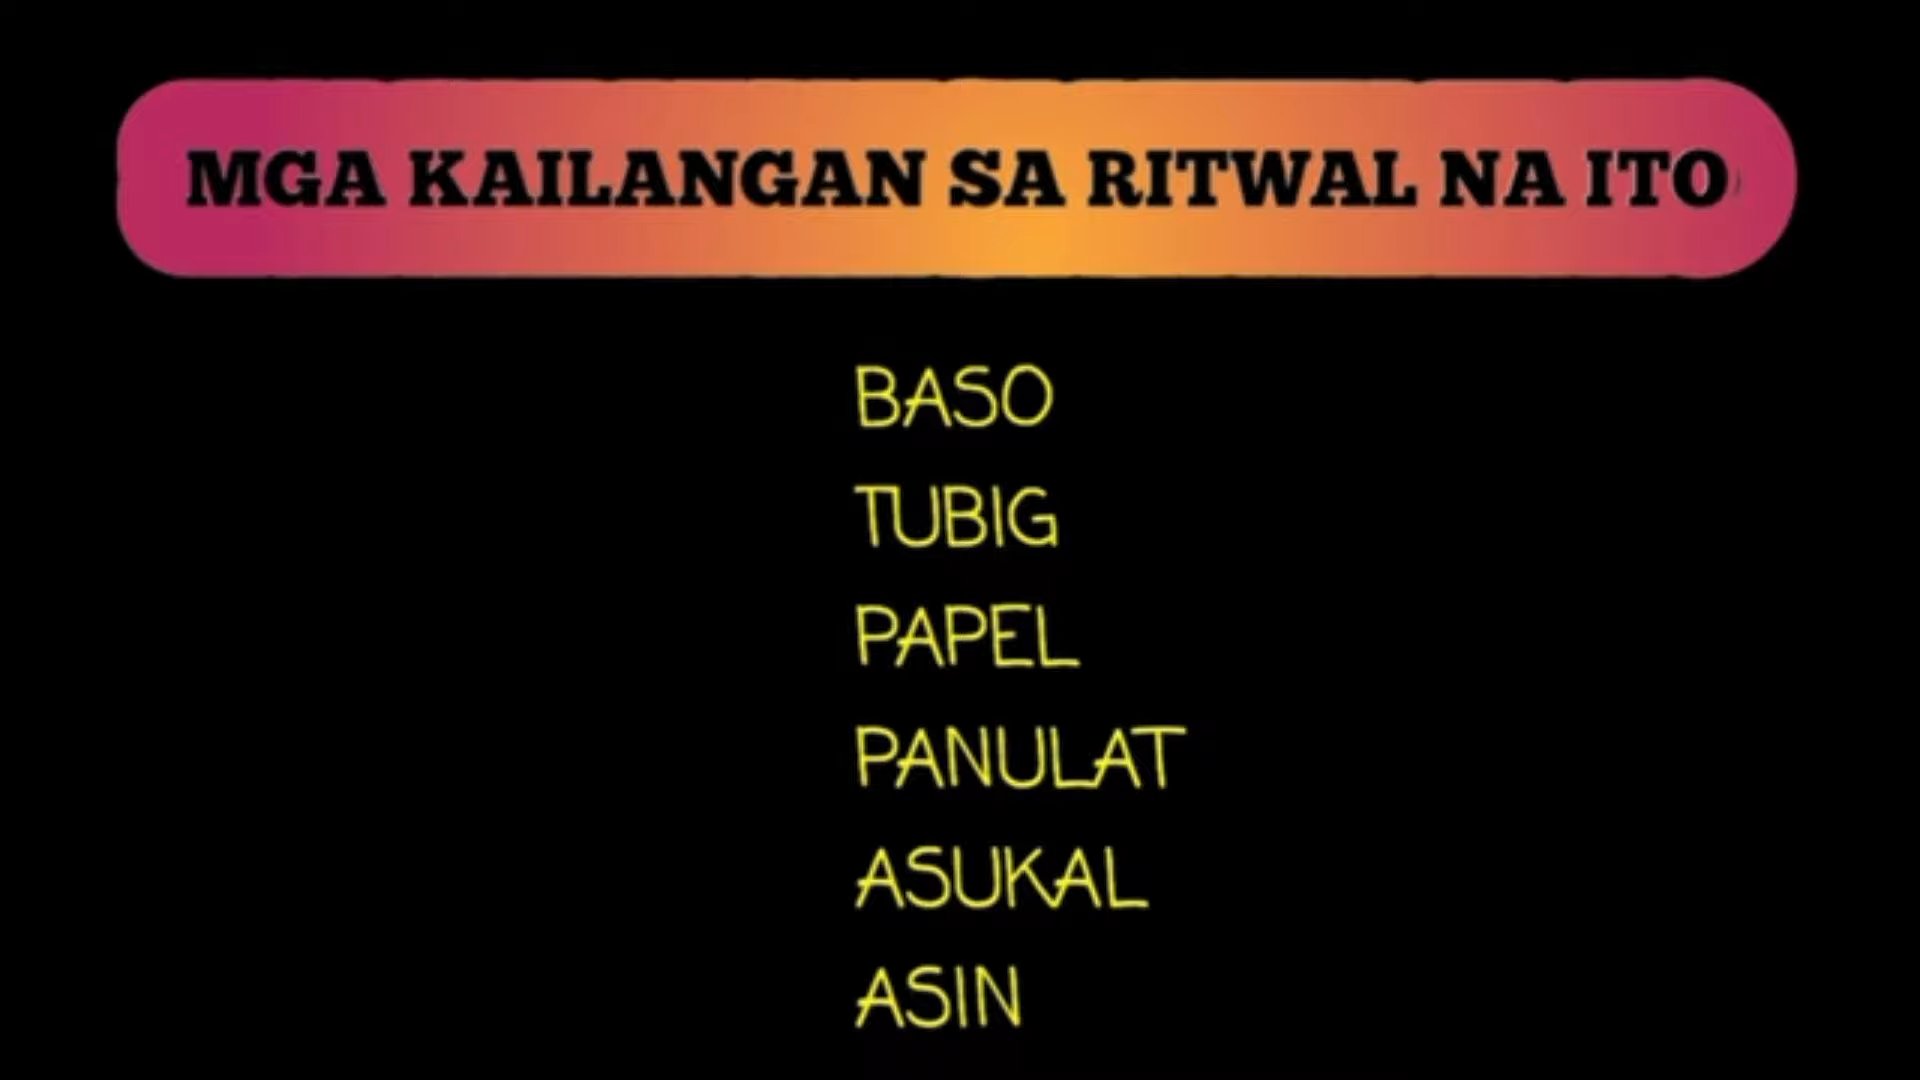 MGA KAILANGAN SA RITWAL NA ITO
BASO
TUBIG
PAPEL
PANULAT
ASUKAL
ASIN